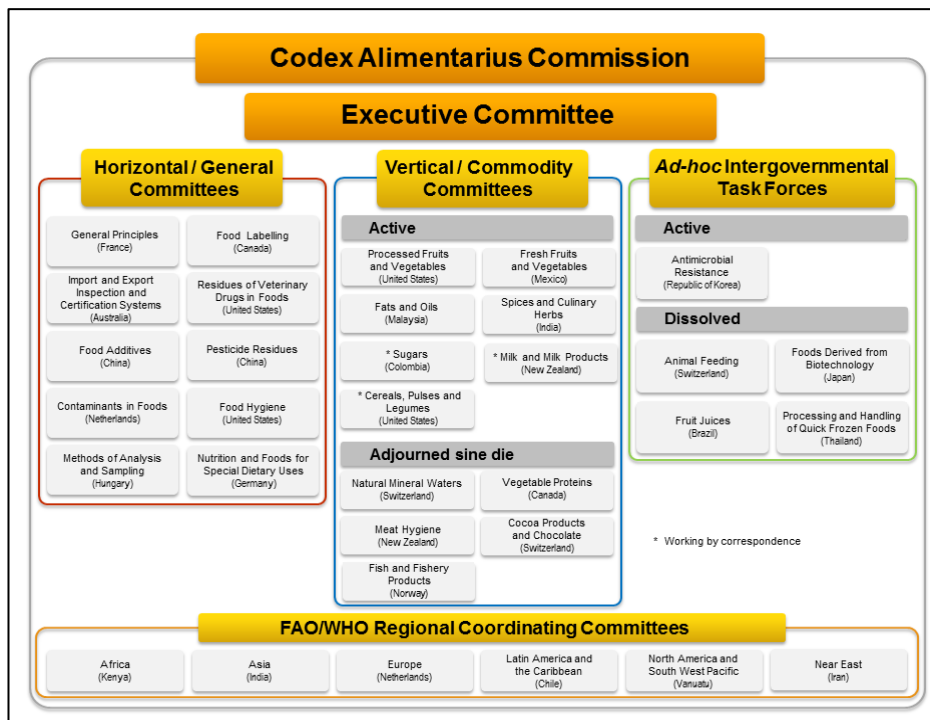 Codex Alimentarius Commission
Executive Committee
Horizontal / General
Committees
General Principles
(France)
Food Labelling
(Canada)
Import and Export
Inspection and
Certification Systems
(Australia)
Residues of Veterinary
Drugs in Foods
(United States)
Food Additives
(China)
Pesticide Residues
(China)
Contaminants in Foods
(Netherlands)
Food Hygiene
(United States)
Methods of Analysis
and Sampling
(Hungary)
Nutrition and Foods for
Special Dietary Uses
(Germany)
Vertical / Commodity
Committees
Active
Processed Fruits
and Vegetables
(United States)
Fresh Fruits
and Vegetables
(Mexico)
Fats and Oils
(Malaysia)
Spices and Culinary
Herbs
(India)
* Sugars
(Colombia)
* Milk and Milk Products
(New Zealand)
* Cereals, Pulses and
Legumes
(United States)
Adjourned sine die
Natural Mineral Waters
(Switzerland)
Vegetable Proteins
(Canada)
Meat Hygiene
(New Zealand)
Cocoa Products
and Chocolate
(Switzerland)
Fish and Fishery
Products
(Norway)
Ad-hoc Intergovernmental
Task Forces
Active
Antimicrobial
Resistance
(Republic of Korea)
Dissolved
Animal Feeding
(Switzerland)
Foods Derived from
Biotechnology
(Japan)
Fruit Juices
(Brazil)
Processing and Handling
of Quick Frozen Foods
(Thailand)
* Working by correspondence
FAO/WHO Regional Coordinating Committees
Africa
(Kenya)
Asia
(India)
Europe
(Netherlands)
Latin America and
the Caribbean
(Chile)
North America and
South West Pacific
(Vanuatu)
Near East
(Iran)